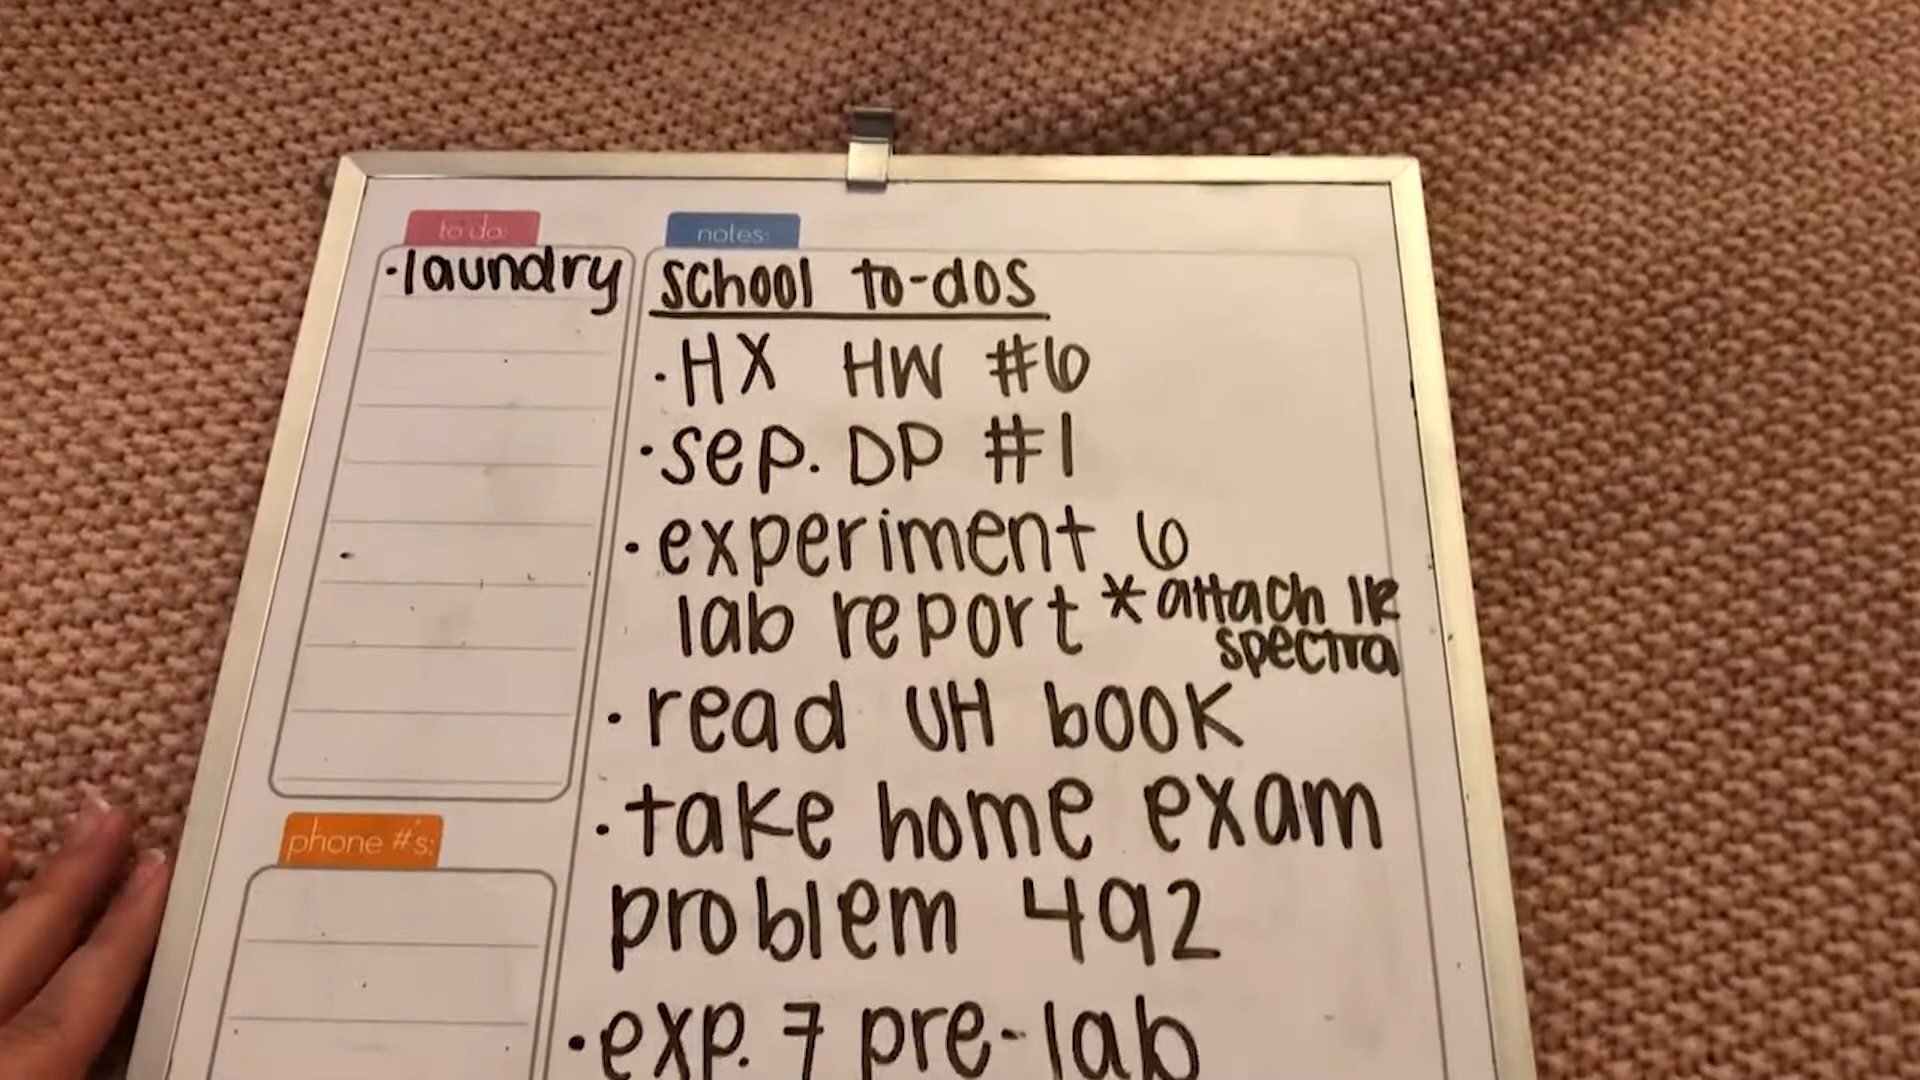 to do:
·laundry
notes:
school to-dos
·HX HW #6
·sep. DP #1
·experiment 6
lab report *attach IR
spectra
·read UH book
·take home exam
problem 4a2
·exp. 7 pre-lab
phone #'s: